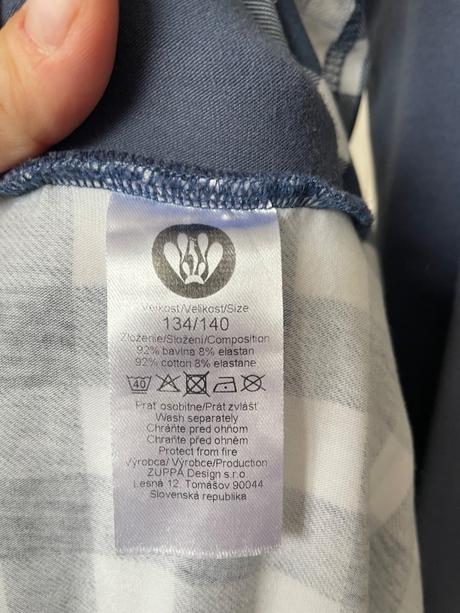 Veľkosť/Velikost/Size
134/140
Zloženie/Složení/Composition
92% bavlna 8% elastan
92% cotton 8% elastane
40
Prať osobitne/Prát zvlášť
Wash separately
Chráňte pred ohňom
Chraňte před ohněm
Protect from fire
Výrobca/ Výrobce/Production
ZUPPA Design s.r.o.
Lesná 12, Tomášov 90044
Slovenská republika